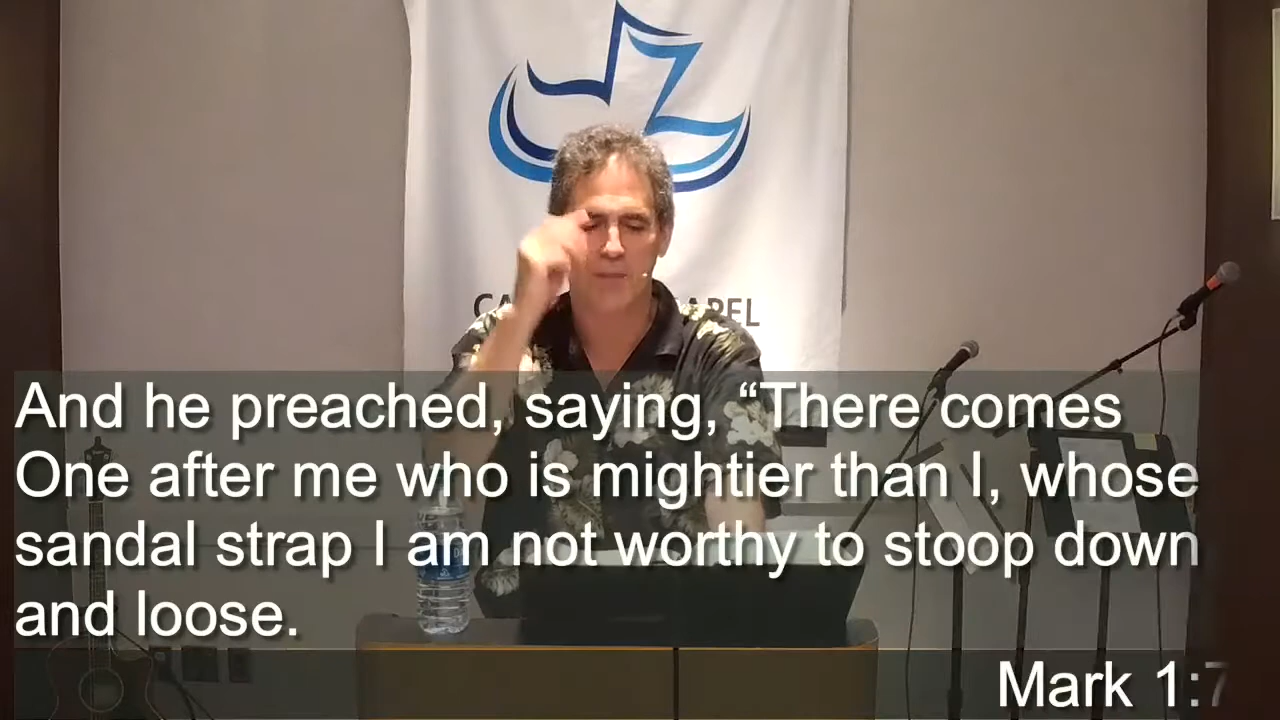 And he preached, saying, “There comes
One after me who is mightier than I, whose
sandal strap I am not worthy to stoop down
and loose.
Mark 1:7